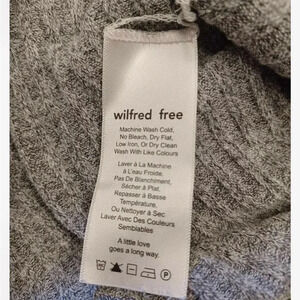 wilfred free
Machine Wash Cold,
No Bleach, Dry Flat,
Low Iron, Or Dry Clean
Wash With Like Colours
Laver à La Machine
à L'eau Froide,
Pas De Blanchiment,
Sécher à Plat,
Repasser à Basse
Température,
Ou Nettoyer à Sec
Laver Avec Des Couleurs
Semblables
A little love
goes a long way.
P